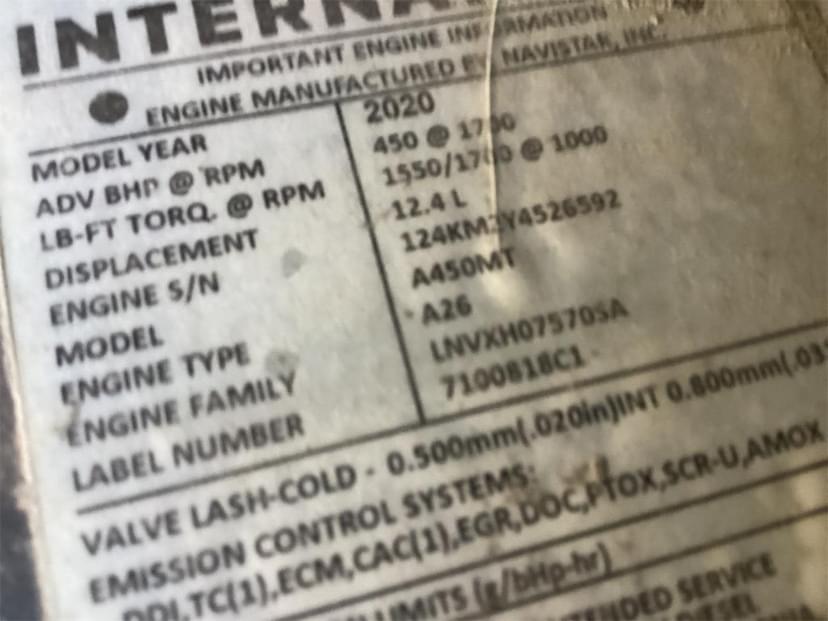 INTERNA
IMPORTANT ENGINE INFORMATION
ENGINE MANUFACTURED BY NAVISTAR, INC.
MODEL YEAR 2020
ADV BHP @ RPM 450 @ 1700
LB-FT TORQ. @ RPM 1550/1700 @ 1000
DISPLACEMENT 12.4 L
ENGINE S/N
MODEL A450MT
ENGINE TYPE A26
ENGINE FAMILY LNVXH075705A
LABEL NUMBER 7100818C1
VALVE LASH-COLD - 0.500mm(.020in)INT 0.800mm(.031
EMISSION CONTROL SYSTEMS:
DDI,TC(1),ECM,CAC(1),EGR,DOC,PTOX,SCR-U,AMOX
LIMITS (g/bHp-hr)
SERVICE
DIESEL